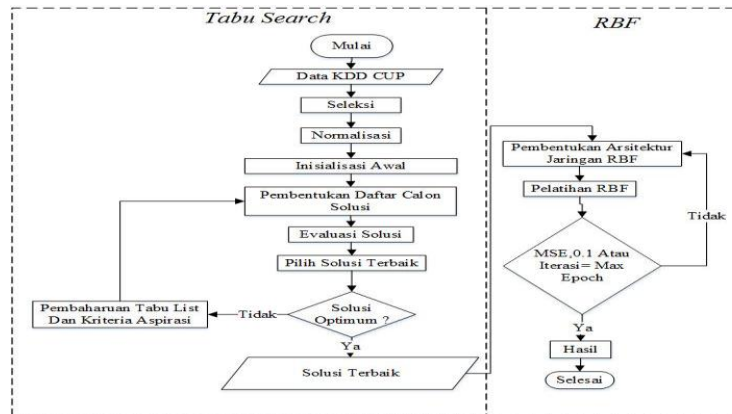 Tabu Search
Mulai
Data KDD CUP
Seleksi
Normalisasi
Inisialisasi Awal
Pembentukan Daftar Calon
Solusi
Evaluasi Solusi
Pilih Solusi Terbaik
Solusi
Optimum ?
Tidak
Pembaharuan Tabu List
Dan Kriteria Aspirasi
Ya
Solusi Terbaik
RBF
Pembentukan Arsitektur
Jaringan RBF
Pelatihan RBF
Tidak
MSE,0.1 Atau
Iterasi= Max
Epoch
Ya
Hasil
Selesai